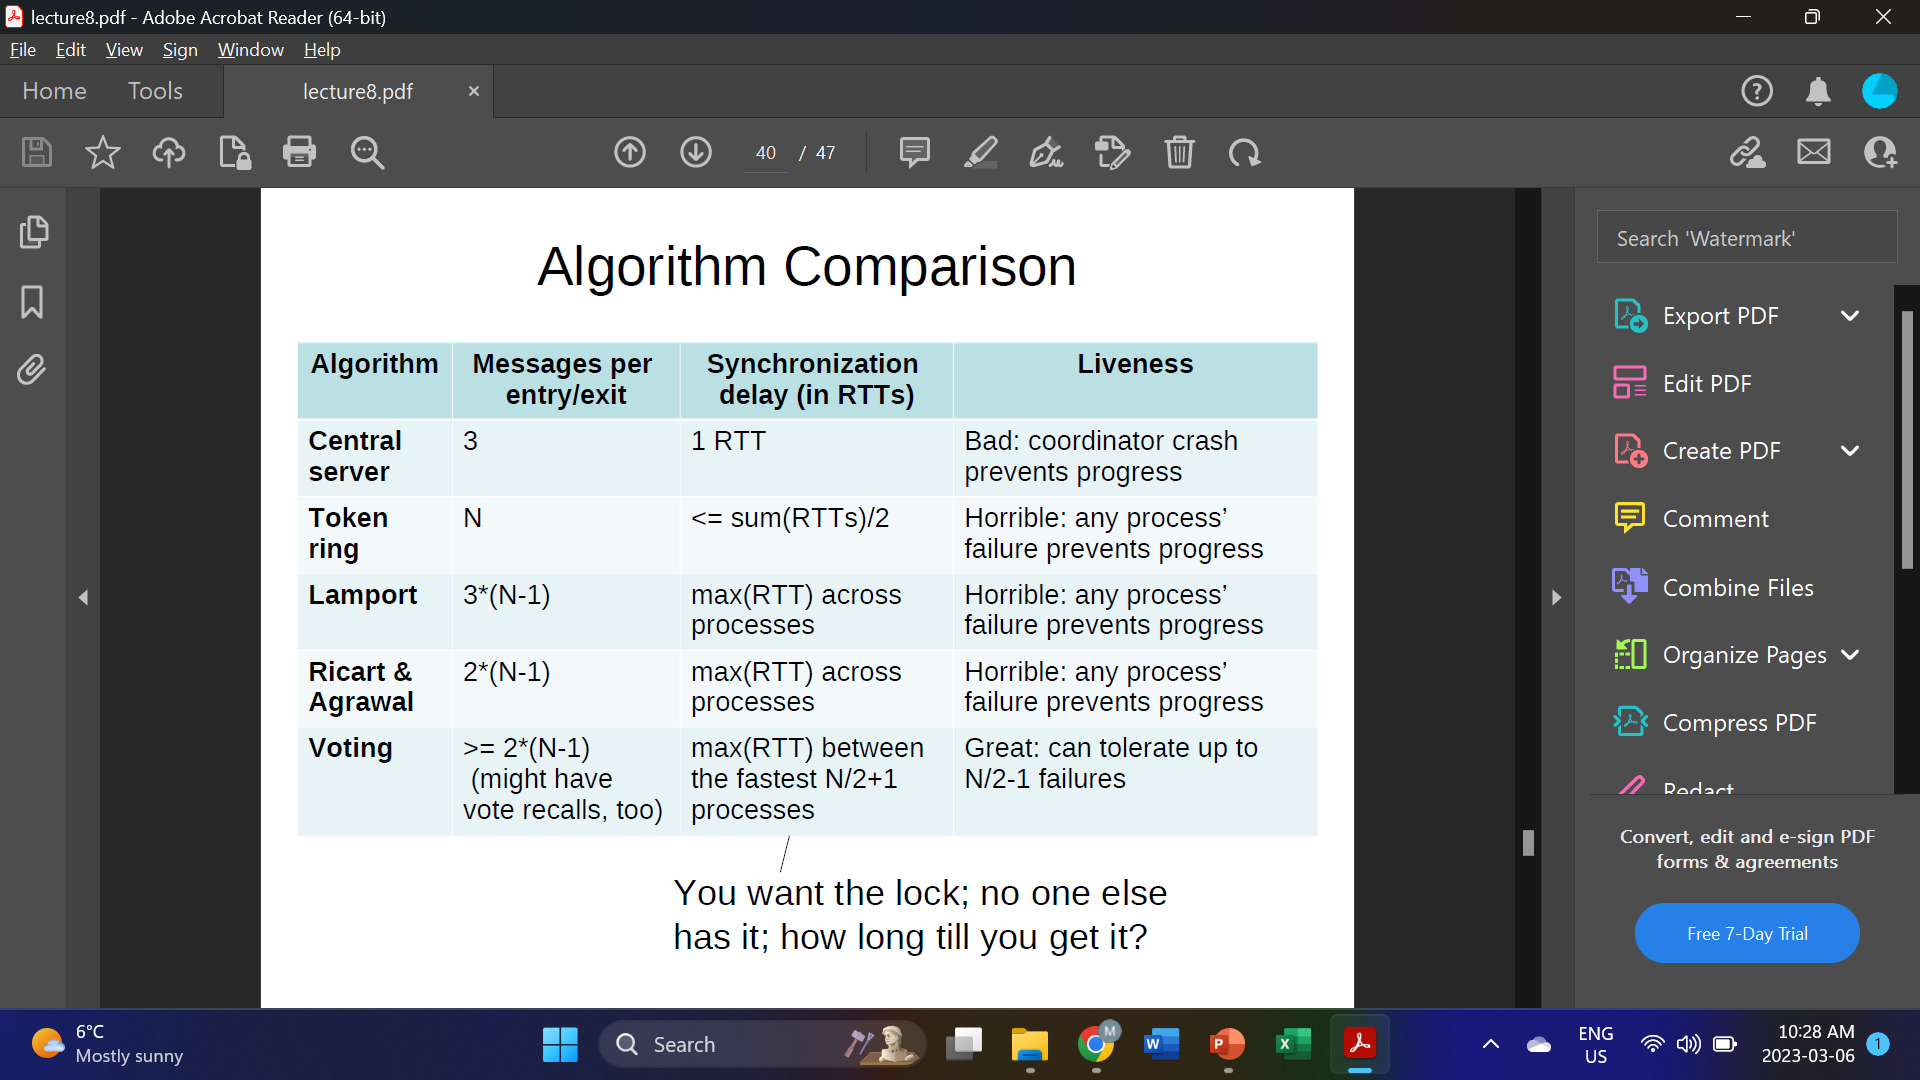 lecture8.pdf - Adobe Acrobat Reader (64-bit)
File Edit View Sign Window Help
Home Tools lecture8.pdf ×
40 / 47
Search 'Watermark'
Export PDF
Edit PDF
Create PDF
Comment
Combine Files
Organize Pages
Compress PDF
Redact
Convert, edit and e-sign PDF
forms & agreements
Free 7-Day Trial
Algorithm Comparison
Algorithm
Messages per
entry/exit
Synchronization
delay (in RTTs)
Liveness
Central
server
3
1 RTT
Bad: coordinator crash
prevents progress
Token
ring
N
<= sum(RTTs)/2
Horrible: any process’
failure prevents progress
Lamport
3*(N-1)
max(RTT) across
processes
Horrible: any process’
failure prevents progress
Ricart &
Agrawal
2*(N-1)
max(RTT) across
processes
Horrible: any process’
failure prevents progress
Voting
>= 2*(N-1)
(might have
vote recalls, too)
max(RTT) between
the fastest N/2+1
processes
Great: can tolerate up to
N/2-1 failures
You want the lock; no one else
has it; how long till you get it?
6°C
Mostly sunny
Search
M
W
P
X
ENG
US
10:28 AM
2023-03-06
1